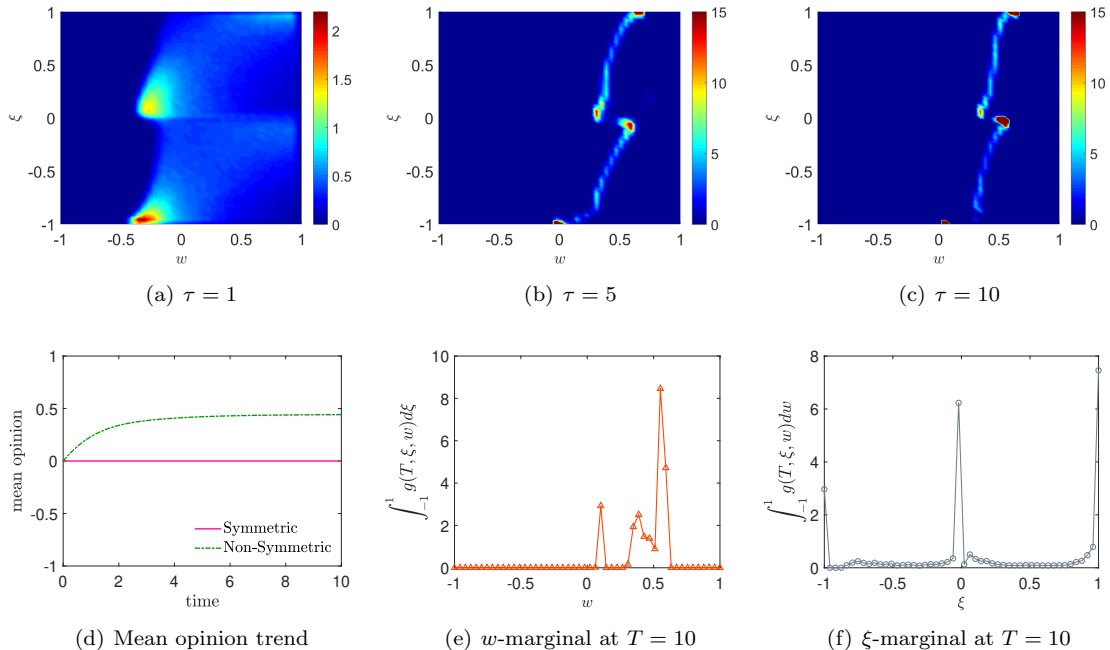 1
0.5
0
-0.5
-1
ξ
-1 -0.5 0 0.5 1
w
2
1.5
1
0.5
0
(a) τ = 1
1
0.5
0
-0.5
-1
ξ
-1 -0.5 0 0.5 1
w
15
10
5
0
(b) τ = 5
1
0.5
0
-0.5
-1
ξ
-1 -0.5 0 0.5 1
w
15
10
5
0
(c) τ = 10
1
0.5
0
-0.5
-1
mean opinion
Symmetric
Non-Symmetric
0 2 4 6 8 10
time
(d) Mean opinion trend
10
8
6
4
2
0
∫_{-1}^{1} g(T, ξ, w)dξ
-1 -0.5 0 0.5 1
w
(e) w-marginal at T = 10
8
6
4
2
0
∫_{-1}^{1} g(T, ξ, w)dw
-1 -0.5 0 0.5 1
ξ
(f) ξ-marginal at T = 10